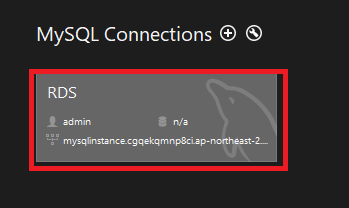 MySQL Connections
RDS
admin n/a
mysqlinstance.cgqekqmnp8ci.ap-northeast-2....